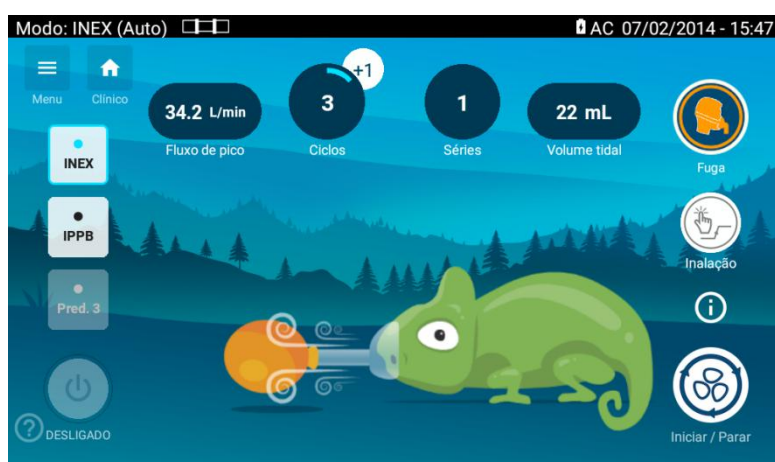 Modo: INEX (Auto)
AC 07/02/2014 - 15:47
Menu
Clínico
34.2 L/min
Fluxo de pico
3
+1
Ciclos
1
Séries
22 mL
Volume tidal
Fuga
INEX
IPPB
Inalação
Pred. 3
DESLIGADO
Iniciar / Parar